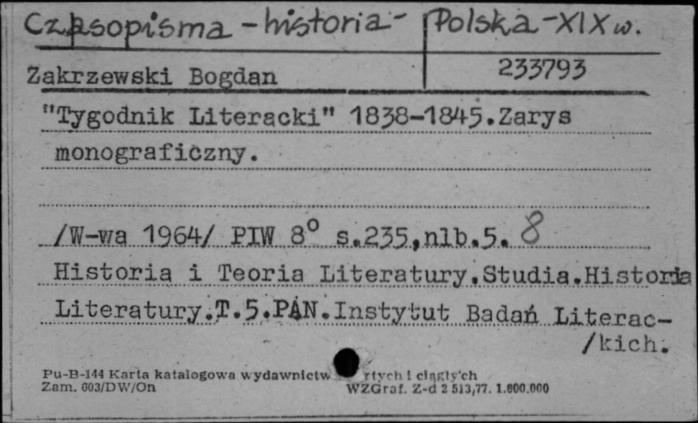 Czasopisma - historia - Polska - XIX w.
Zakrzewski Bogdan 233793
"Tygodnik Literacki" 1838-1845.Zarys
monograficzny.
/W-wa 1964/ PIW 8° s.235,nlb.5. 8
Historia i Teoria Literatury.Studia.Historia
Literatury.T.5.PAN.Instytut Badań Literac-
/kich.
Pu-B-144 Karta katalogowa wydawnictw rtych i ciągłych
Zam. 603/DW/On WZGraf. Z-d 2 513,77. 1.800.000